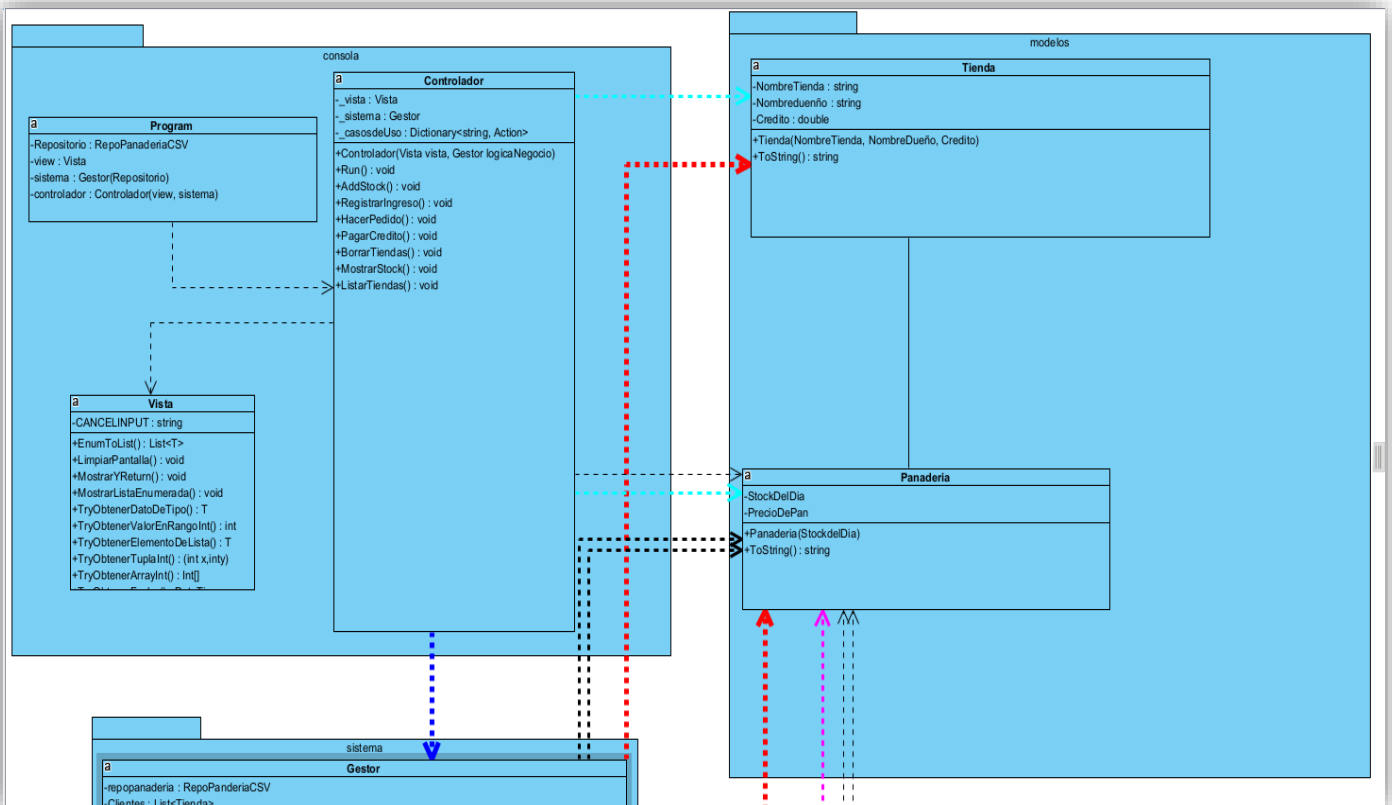 consola
a
Controlador
-_vista : Vista
-_sistema : Gestor
-_casosdeUso : Dictionary<string, Action>
+Controlador(Vista vista, Gestor logicaNegocio)
+Run() : void
+AddStock() : void
+RegistrarIngreso() : void
+HacerPedido() : void
+PagarCredito() : void
+BorrarTiendas() : void
+MostrarStock() : void
+ListarTiendas() : void
a
Program
-Repositorio : RepoPanaderiaCSV
-view : Vista
-sistema : Gestor(Repositorio)
-controlador : Controlador(view, sistema)
a
Vista
-CANCELINPUT : string
+EnumToList() : List<T>
+LimpiarPantalla() : void
+MostrarYReturn() : void
+MostrarListaEnumerada() : void
+TryObtenerDatoDeTipo() : T
+TryObtenerValorEnRangoInt() : int
+TryObtenerElementoDeLista() : T
+TryObtenerTuplaInt() : (int x,inty)
+TryObtenerArrayInt() : Int[]
modelos
a
Tienda
-NombreTienda : string
-Nombreduenño : string
-Credito : double
+Tienda(NombreTienda, NombreDueño, Credito)
+ToString() : string
a
Panaderia
-StockDelDia
-PrecioDePan
+Panaderia(StockdelDia)
+ToString() : string
sistema
a
Gestor
-repopanaderia : RepoPanderiaCSV
-Clientes : List<Tienda>